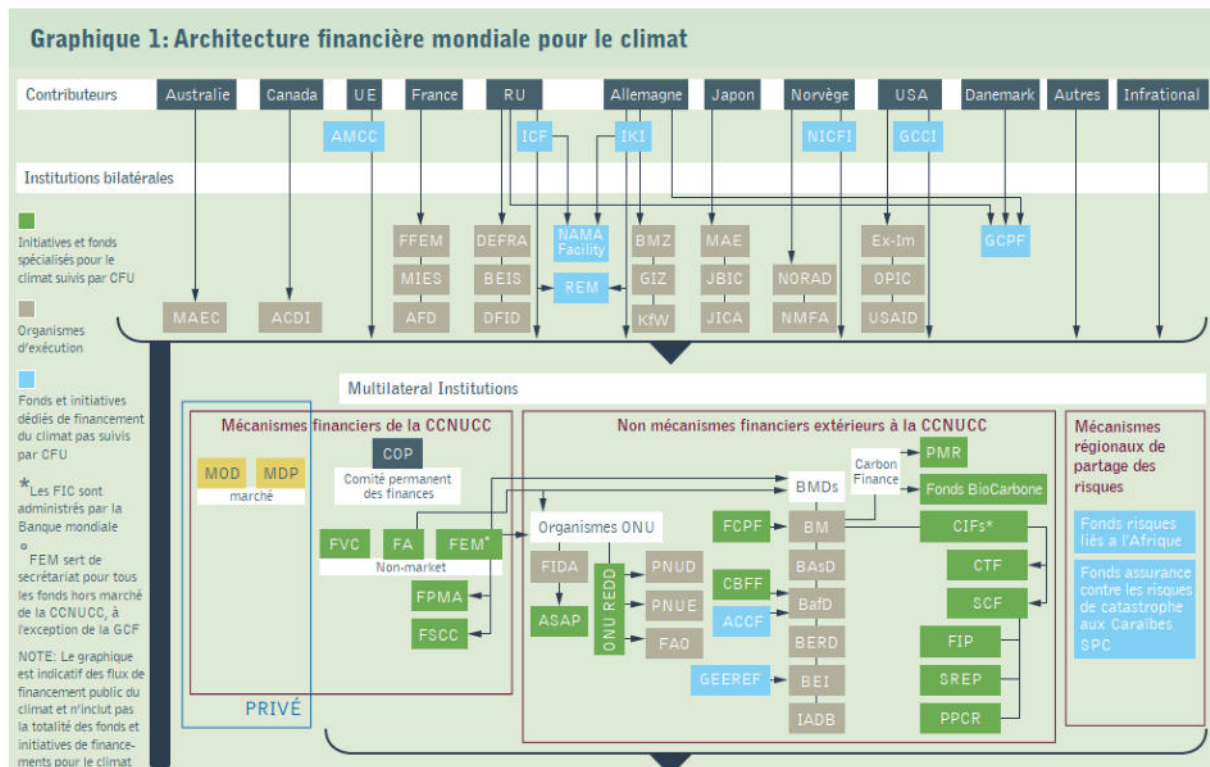 Graphique 1: Architecture financière mondiale pour le climat
Contributeurs
Australie
Canada
UE
France
RU
Allemagne
Japon
Norvège
USA
Danemark
Autres
Infrational
AMCC
ICF
IKI
NICFI
GCCI
Institutions bilatérales
Initiatives et fonds
spécialisés pour le
climat suivis par CFU
Organismes
d'exécution
Fonds et initiatives
dédiés de financement
du climat pas suivis
par CFU
*Les FIC sont
administrés par la
Banque mondiale
° FEM sert de
secrétariat pour tous
les fonds hors marché
de la CCNUCC, à
l'exception de la GCF
NOTE: Le graphique
est indicatif des flux de
financement public du
climat et n'inclut pas
la totalité des fonds et
initiatives de finance-
ments pour le climat
FFEM
MIES
AFD
DEFRA
BEIS
DFID
NAMA
Facility
REM
BMZ
GIZ
KfW
MAE
JBIC
JICA
NORAD
NMFA
Ex-Im
OPIC
USAID
GCPF
MAEC
ACDI
Multilateral Institutions
Mécanismes financiers de la CCNUCC
MOD
MDP
marché
COP
Comité permanent
des finances
FVC
FA
FEM*
Non-market
FPMA
FSCC
PRIVÉ
Non mécanismes financiers extérieurs à la CCNUCC
Organismes ONU
FIDA
ASAP
ONU REDD
PNUD
PNUE
FAO
BMDs
FCPF
BM
BAsD
CBFF
BafD
ACCF
BERD
GEEREF
BEI
IADB
Carbon
Finance
PMR
Fonds BioCarbone
CIFs*
CTF
SCF
FIP
SREP
PPCR
Mécanismes
régionaux de
partage des
risques
Fonds risques
liés a l'Afrique
Fonds assurance
contre les risques
de catastrophe
aux Caraïbes
SPC